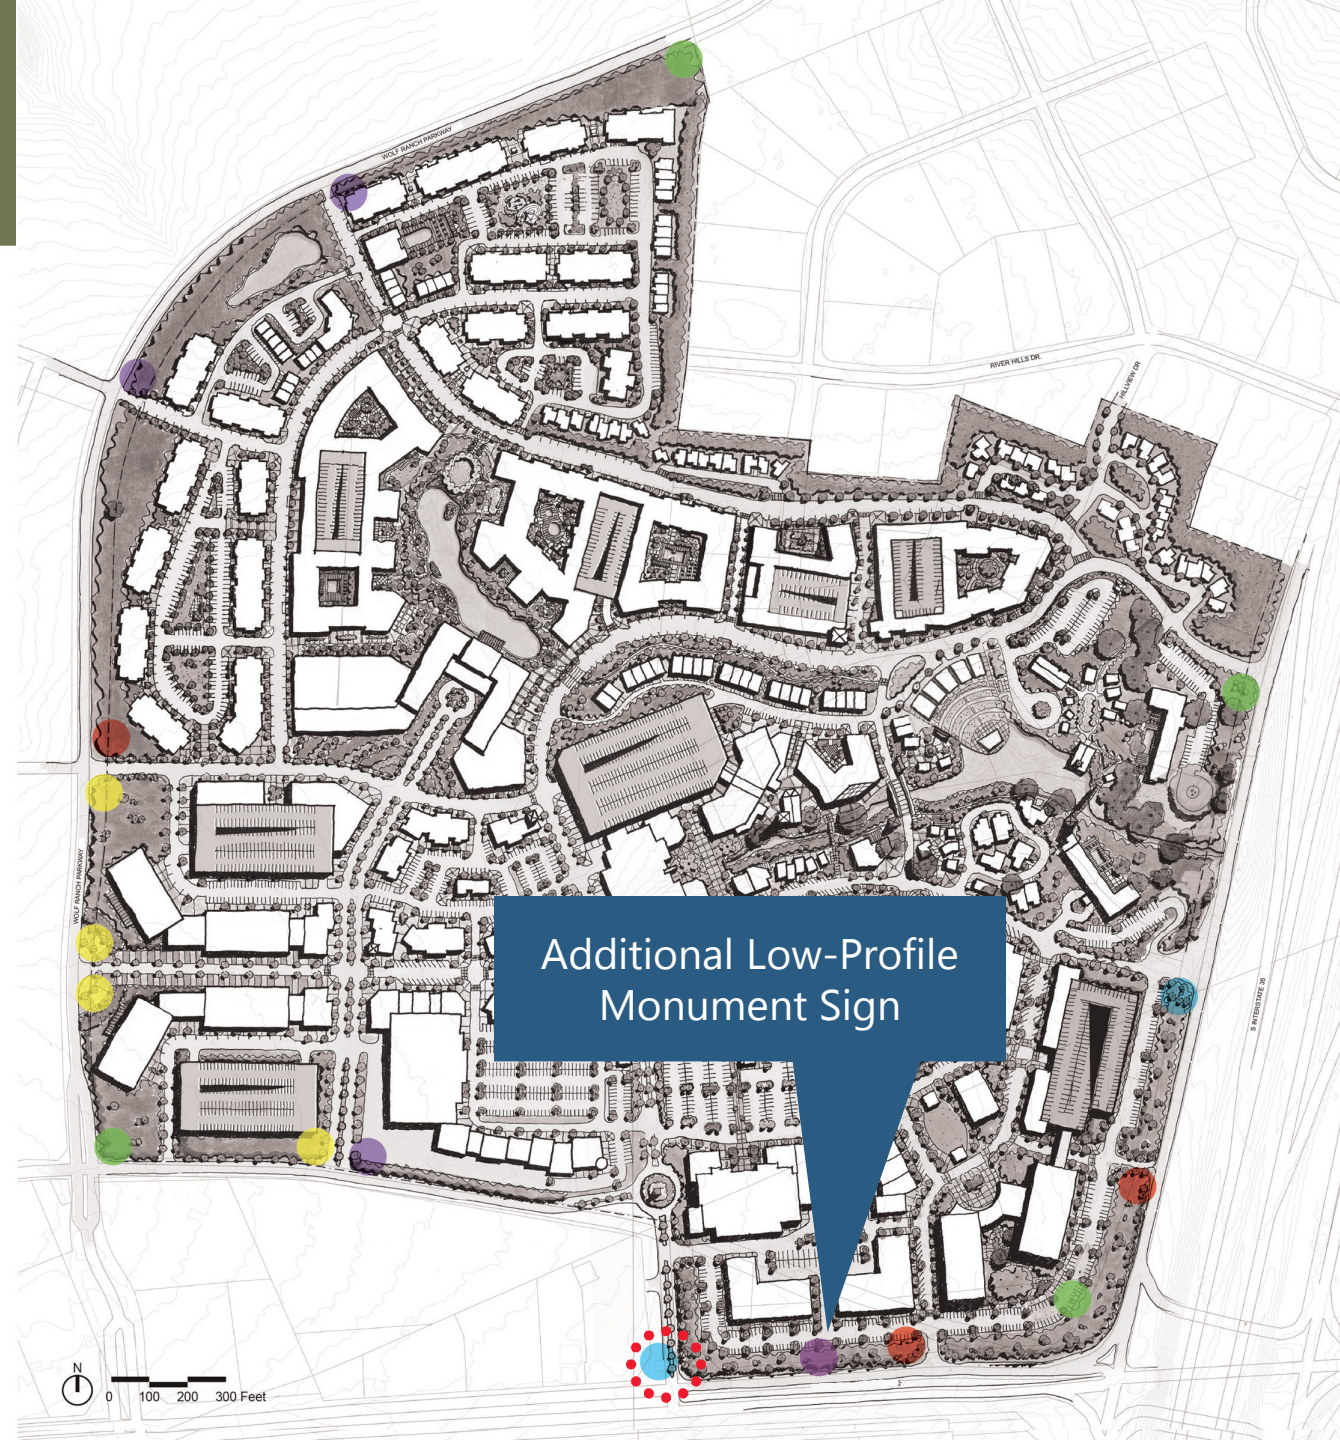 WOLF RANCH PARKWAY
RIVER HILLS DR.
HILLVIEW DR
WOLF RANCH PARKWAY
Additional Low-Profile
Monument Sign
S INTERSTATE 35
N
0 100 200 300 Feet